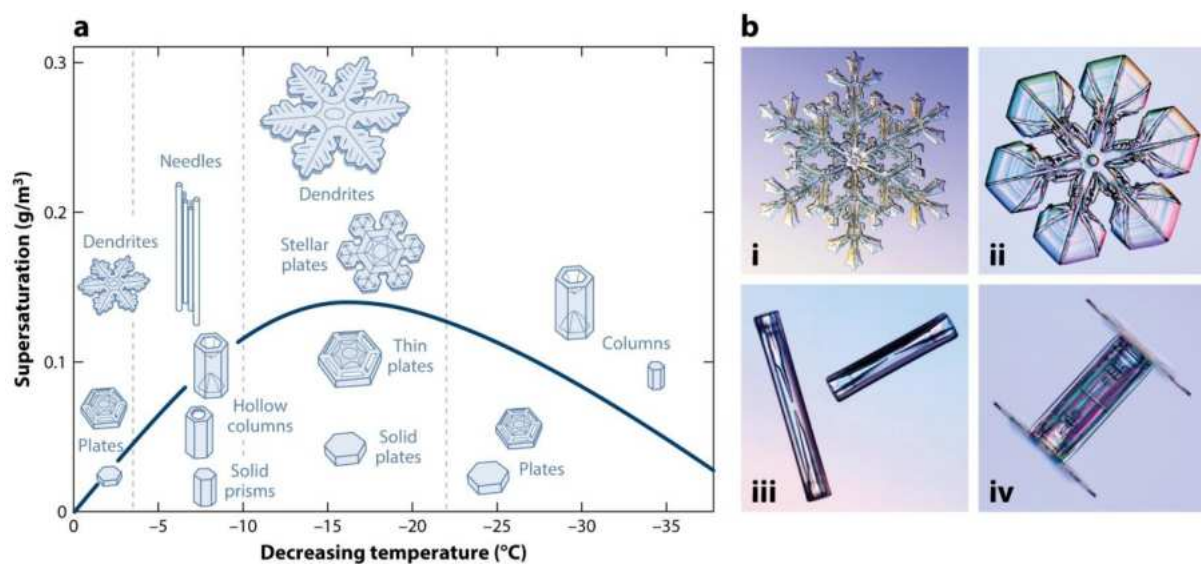 a
Supersaturation (g/m³)
0.3
0.2
0.1
0
Dendrites
Needles
Dendrites
Stellar
plates
Plates
Hollow
columns
Solid
prisms
Thin
plates
Solid
plates
Columns
Plates
0
–5
–10
–15
–20
–25
–30
–35
Decreasing temperature (°C)
b
i
ii
iii
iv